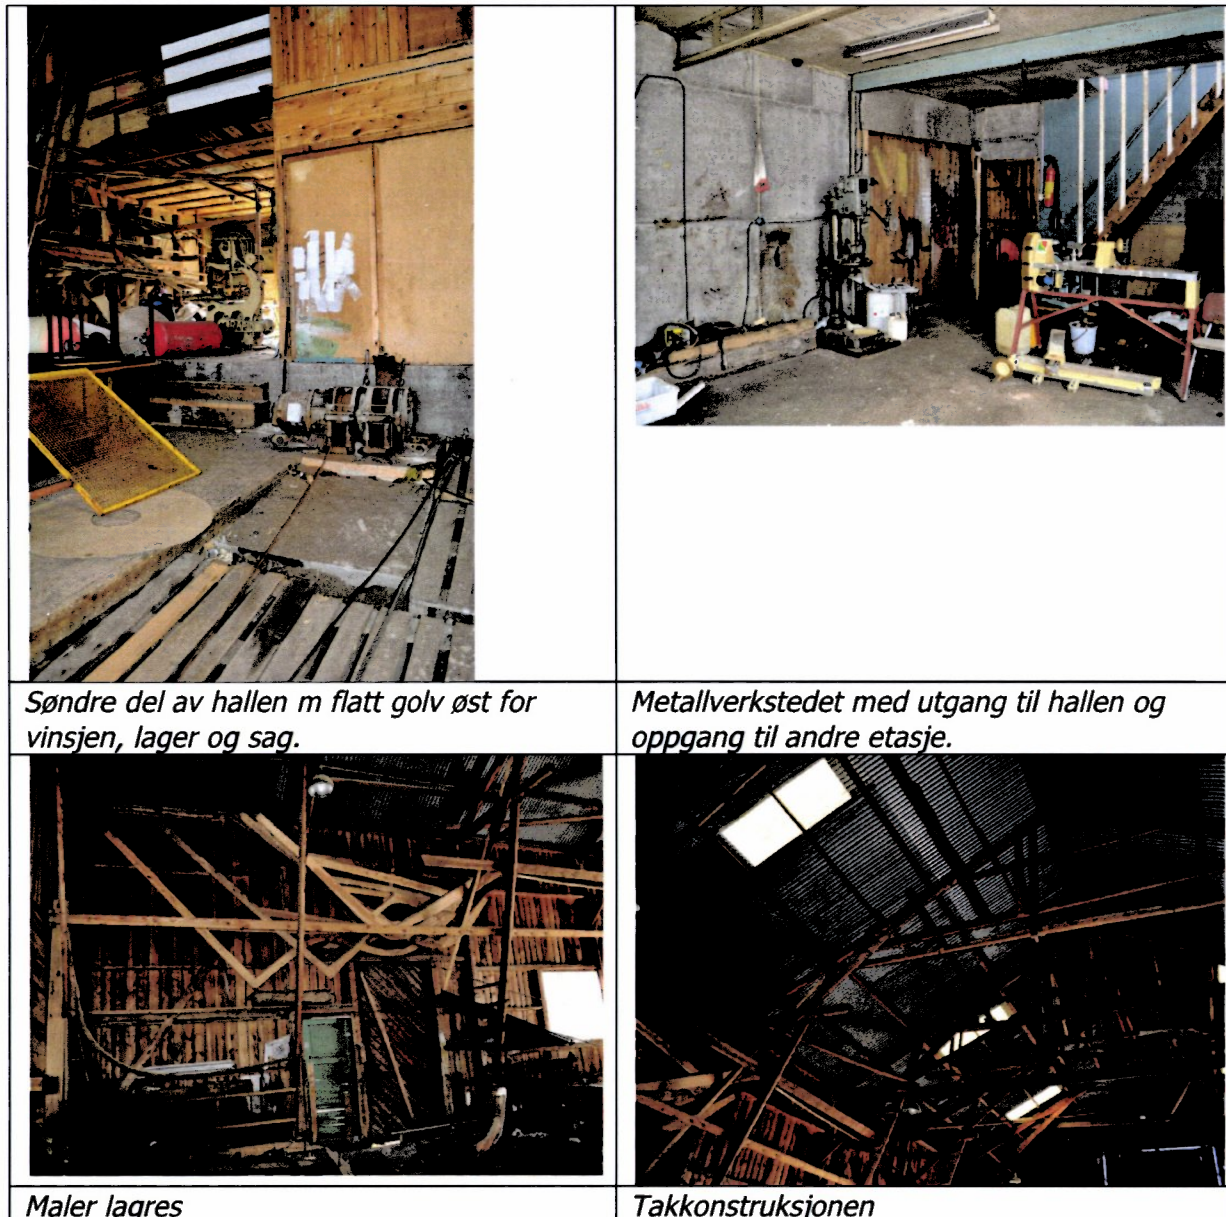 Søndre del av hallen m flatt golv øst for
vinsjen, lager og sag.
Metallverkstedet med utgang til hallen og
oppgang til andre etasje.
Maler lagres
Takkonstruksjonen